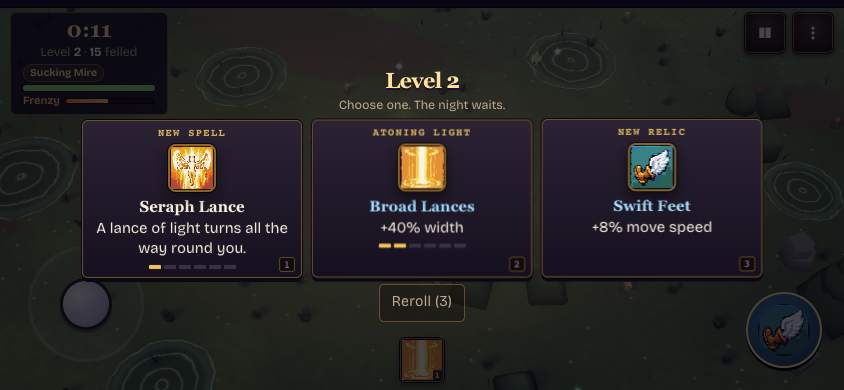 0:11
Level 2 · 15 felled
Sucking Mire
Frenzy
Level 2
Choose one. The night waits.
NEW SPELL
Seraph Lance
A lance of light turns all the
way round you.
1
ATONING LIGHT
Broad Lances
+40% width
2
NEW RELIC
Swift Feet
+8% move speed
3
Reroll (3)
1